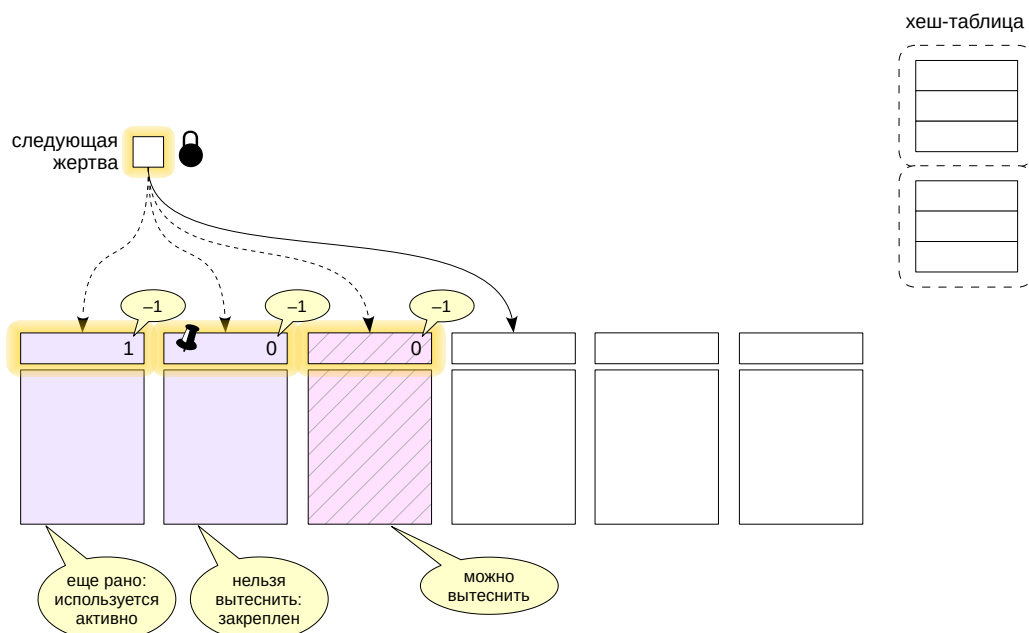 хеш-таблица
следующая
жертва
–1
–1
–1
1
0
0
еще рано:
используется
активно
нельзя
вытеснить:
закреплен
можно
вытеснить